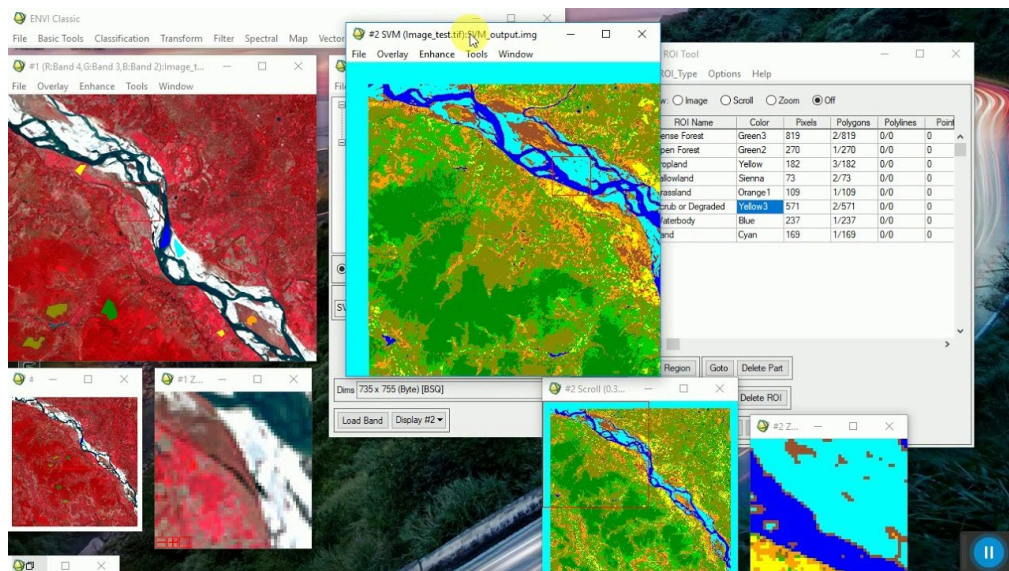 ENVI Classic
File Basic Tools Classification Transform Filter Spectral Map Vector
#1 (R:Band 4,G:Band 3,B:Band 2):Image_t...
File Overlay Enhance Tools Window
#2 SVM (Image_test.tif):SVM_output.img
File Overlay Enhance Tools Window
ROI Tool
ROI_Type Options Help
Image Scroll Zoom Off
ROI Name Color Pixels Polygons Polylines Point
ense Forest Green3 819 2/819 0/0 0
pen Forest Green2 270 1/270 0/0 0
ropland Yellow 182 3/182 0/0 0
allowland Sienna 73 2/73 0/0 0
rassland Orange1 109 1/109 0/0 0
crub or Degraded Yellow3 571 2/571 0/0 0
aterbody Blue 237 1/237 0/0 0
and Cyan 169 1/169 0/0 0
Region Goto Delete Part
Delete ROI
Dims 735 x 755 (Byte) [BSQ]
Load Band Display #2
#1 Z...
#2 Scroll (0.3...
#2 Z...